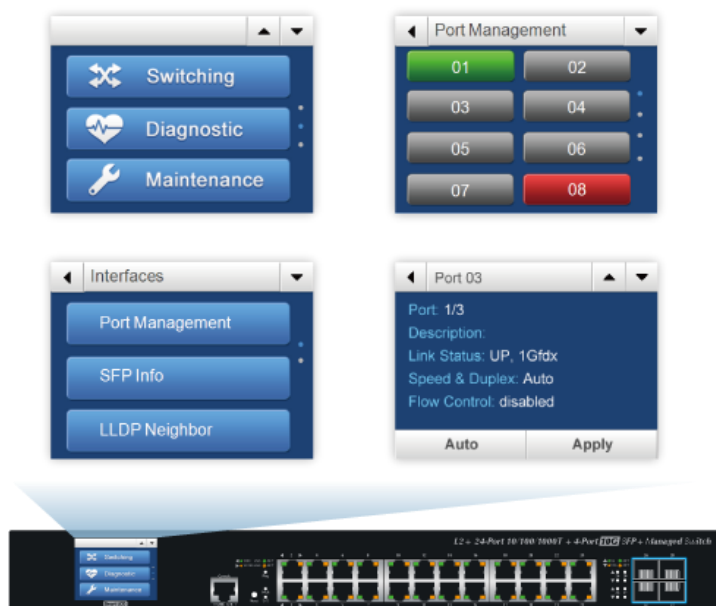 Switching
Diagnostic
Maintenance
Port Management
01
02
03
04
05
06
07
08
Interfaces
Port Management
SFP Info
LLDP Neighbor
Port 03
Port: 1/3
Description:
Link Status: UP, 1Gfdx
Speed & Duplex: Auto
Flow Control: disabled
Auto
Apply
L2+ 24-Port 10/100/1000T + 4-Port 10G SFP+ Managed Switch
Switching
Diagnostic
Maintenance